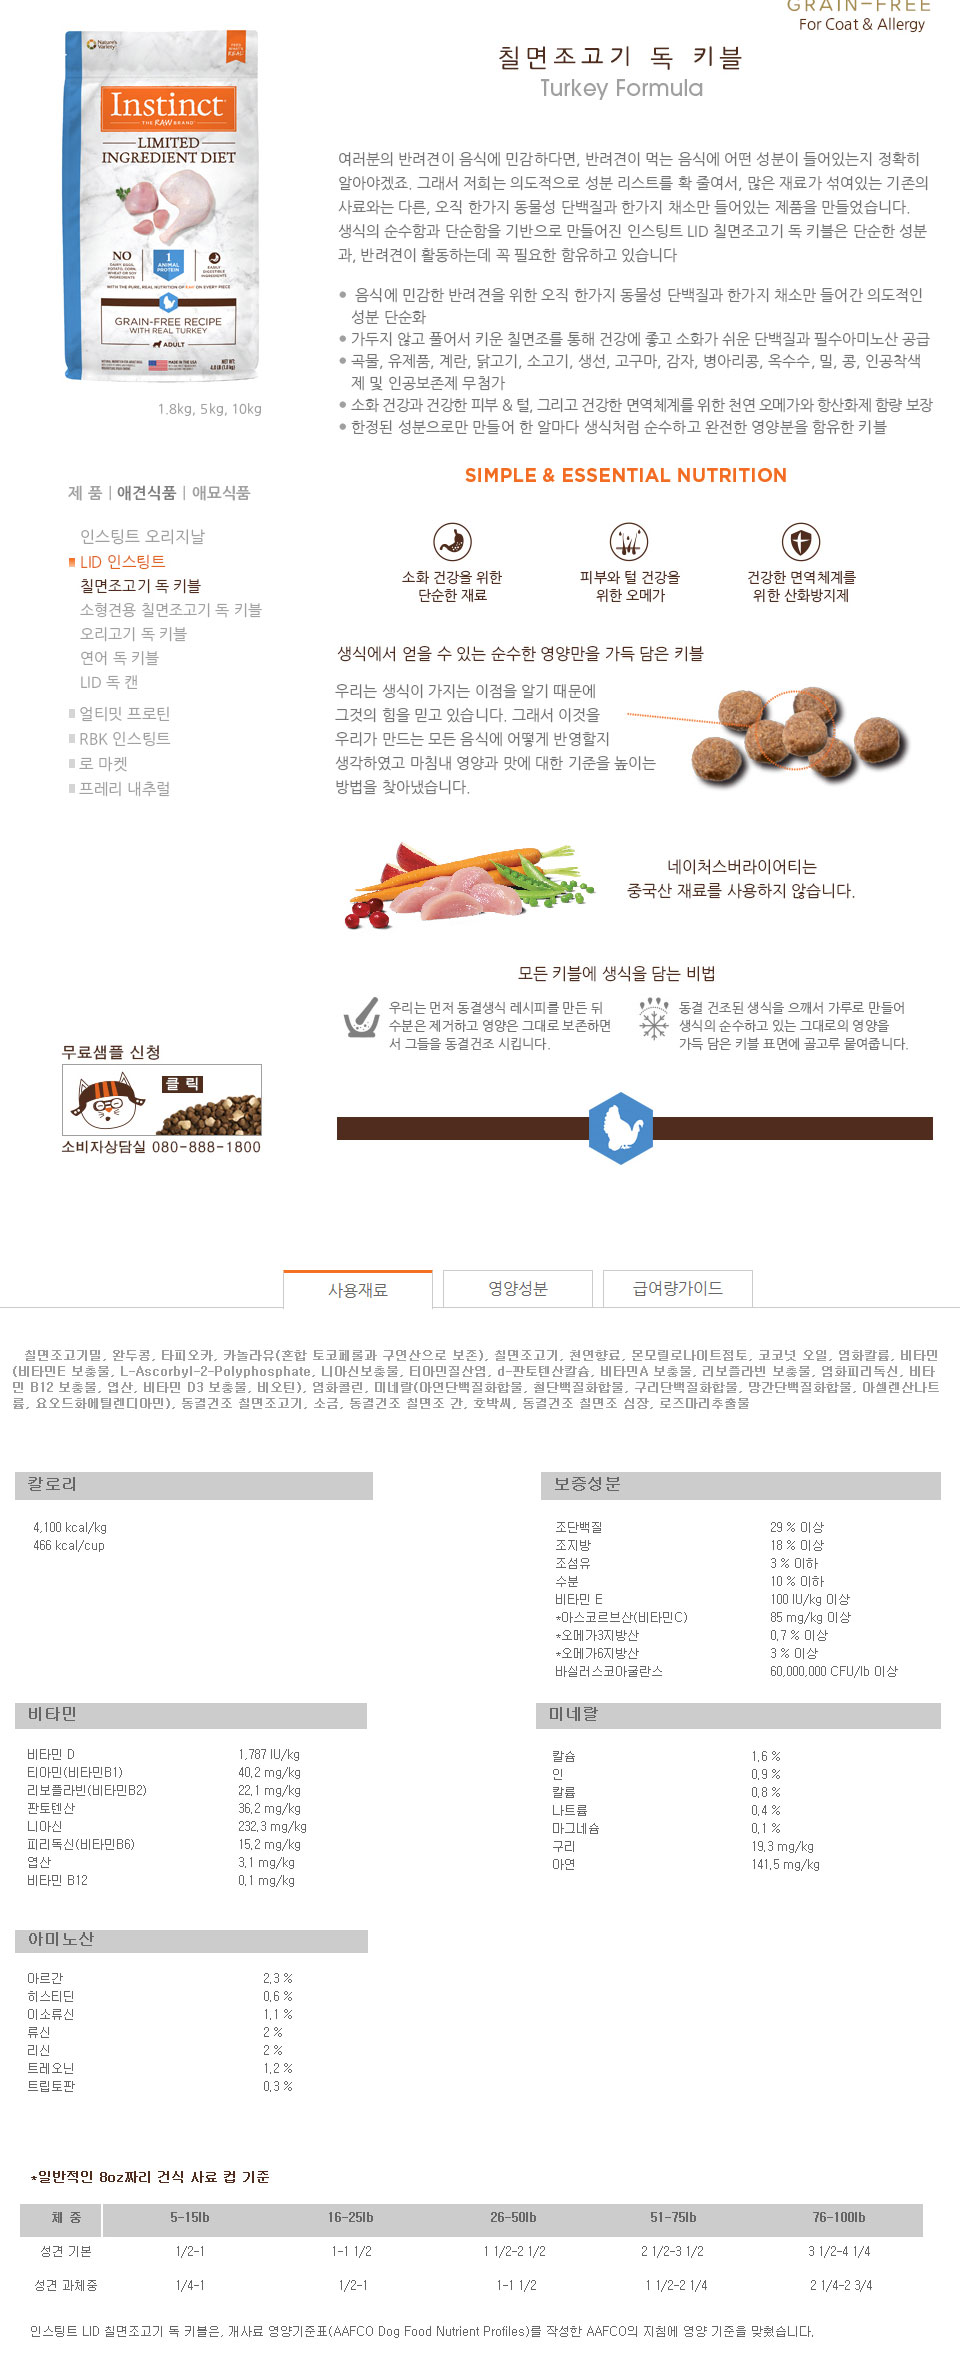 GRAIN-FREE
For Coat & Allergy
칠면조고기 독 키블
Turkey Formula
Nature's Variety
Instinct
THE RAW BRAND
LIMITED
INGREDIENT DIET
NO
DAIRY, EGGS,
POTATO, CORN,
WHEAT OR SOY
INGREDIENTS
1
ANIMAL
PROTEIN
EASILY
DIGESTIBLE
INGREDIENTS
WITH THE PURE, REAL NUTRITION OF RAW ON EVERY PIECE
GRAIN-FREE RECIPE
WITH REAL TURKEY
ADULT
MADE IN THE USA
NET WT.
1.8kg, 5kg, 10kg
여러분의 반려견이 음식에 민감하다면, 반려견이 먹는 음식에 어떤 성분이 들어있는지 정확히
알아야겠죠. 그래서 저희는 의도적으로 성분 리스트를 확 줄여서, 많은 재료가 섞여있는 기존의
사료와는 다른, 오직 한가지 동물성 단백질과 한가지 채소만 들어있는 제품을 만들었습니다.
생식의 순수함과 단순함을 기반으로 만들어진 인스팅트 LID 칠면조고기 독 키블은 단순한 성분
과, 반려견이 활동하는데 꼭 필요한 함유하고 있습니다
음식에 민감한 반려견을 위한 오직 한가지 동물성 단백질과 한가지 채소만 들어간 의도적인
성분 단순화
가두지 않고 풀어서 키운 칠면조를 통해 건강에 좋고 소화가 쉬운 단백질과 필수아미노산 공급
곡물, 유제품, 계란, 닭고기, 소고기, 생선, 고구마, 감자, 병아리콩, 옥수수, 밀, 콩, 인공착색
제 및 인공보존제 무첨가
소화 건강과 건강한 피부 & 털, 그리고 건강한 면역체계를 위한 천연 오메가와 항산화제 함량 보장
한정된 성분으로만 만들어 한 알마다 생식처럼 순수하고 완전한 영양분을 함유한 키블
SIMPLE & ESSENTIAL NUTRITION
제 품 | 애견식품 | 애묘식품
인스팅트 오리지날
LID 인스팅트
칠면조고기 독 키블
소형견용 칠면조고기 독 키블
오리고기 독 키블
연어 독 키블
LID 독 캔
얼티밋 프로틴
RBK 인스팅트
로 마켓
프레리 내추럴
소화 건강을 위한
단순한 재료
피부와 털 건강을
위한 오메가
건강한 면역체계를
위한 산화방지제
생식에서 얻을 수 있는 순수한 영양만을 가득 담은 키블
우리는 생식이 가지는 이점을 알기 때문에
그것의 힘을 믿고 있습니다. 그래서 이것을
우리가 만드는 모든 음식에 어떻게 반영할지
생각하였고 마침내 영양과 맛에 대한 기준을 높이는
방법을 찾아냈습니다.
네이처스버라이어티는
중국산 재료를 사용하지 않습니다.
모든 키블에 생식을 담는 비법
우리는 먼저 동결생식 레시피를 만든 뒤
수분은 제거하고 영양은 그대로 보존하면
서 그들을 동결건조 시킵니다.
동결 건조된 생식을 으깨서 가루로 만들어
생식의 순수하고 있는 그대로의 영양을
가득 담은 키블 표면에 골고루 뭍여줍니다.
무료샘플 신청
클 릭
소비자상담실 080-888-1800
사용재료
영양성분
급여량가이드
칠면조고기밀, 완두콩, 타피오카, 카놀라유(혼합 토코페롤과 구연산으로 보존), 칠면조고기, 천연향료, 몬모릴로나이트점토, 코코넛 오일, 염화칼륨, 비타민
(비타민E 보충물, L-Ascorbyl-2-Polyphosphate, 니아신보충물, 티아민질산염, d-판토텐산칼슘, 비타민A 보충물, 리보플라빈 보충물, 염화피리독신, 비타
민 B12 보충물, 엽산, 비타민 D3 보충물, 비오틴), 염화콜린, 미네랄(아연단백질화합물, 철단백질화합물, 구리단백질화합물, 망간단백질화합물, 아셀렌산나트
륨, 요오드화에틸렌디아민), 동결건조 칠면조고기, 소금, 동결건조 칠면조 간, 호박씨, 동결건조 칠면조 심장, 로즈마리추출물
칼로리
4,100 kcal/kg
466 kcal/cup
보증성분
조단백질 29 % 이상
조지방 18 % 이상
조섬유 3 % 이하
수분 10 % 이하
비타민 E 100 IU/kg 이상
*아스코르브산(비타민C) 85 mg/kg 이상
*오메가3지방산 0.7 % 이상
*오메가6지방산 3 % 이상
바실러스코아굴란스 60,000,000 CFU/lb 이상
비타민
비타민 D 1,787 IU/kg
티아민(비타민B1) 40.2 mg/kg
리보플라빈(비타민B2) 22.1 mg/kg
판토텐산 36.2 mg/kg
니아신 232.3 mg/kg
피리독신(비타민B6) 15.2 mg/kg
엽산 3.1 mg/kg
비타민 B12 0.1 mg/kg
미네랄
칼슘 1.6 %
인 0.9 %
칼륨 0.8 %
나트륨 0.4 %
마그네슘 0.1 %
구리 19.3 mg/kg
아연 141.5 mg/kg
아미노산
아르간 2.3 %
히스티딘 0.6 %
이소류신 1.1 %
류신 2 %
리신 2 %
트레오닌 1.2 %
트립토판 0.3 %
*일반적인 8oz짜리 건식 사료 컵 기준
체 중 5-15lb 16-25lb 26-50lb 51-75lb 76-100lb
성견 기본 1/2-1 1-1 1/2 1 1/2-2 1/2 2 1/2-3 1/2 3 1/2-4 1/4
성견 과체중 1/4-1 1/2-1 1-1 1/2 1 1/2-2 1/4 2 1/4-2 3/4
인스팅트 LID 칠면조고기 독 키블은, 개사료 영양기준표(AAFCO Dog Food Nutrient Profiles)를 작성한 AAFCO의 지침에 영양 기준을 맞췄습니다.